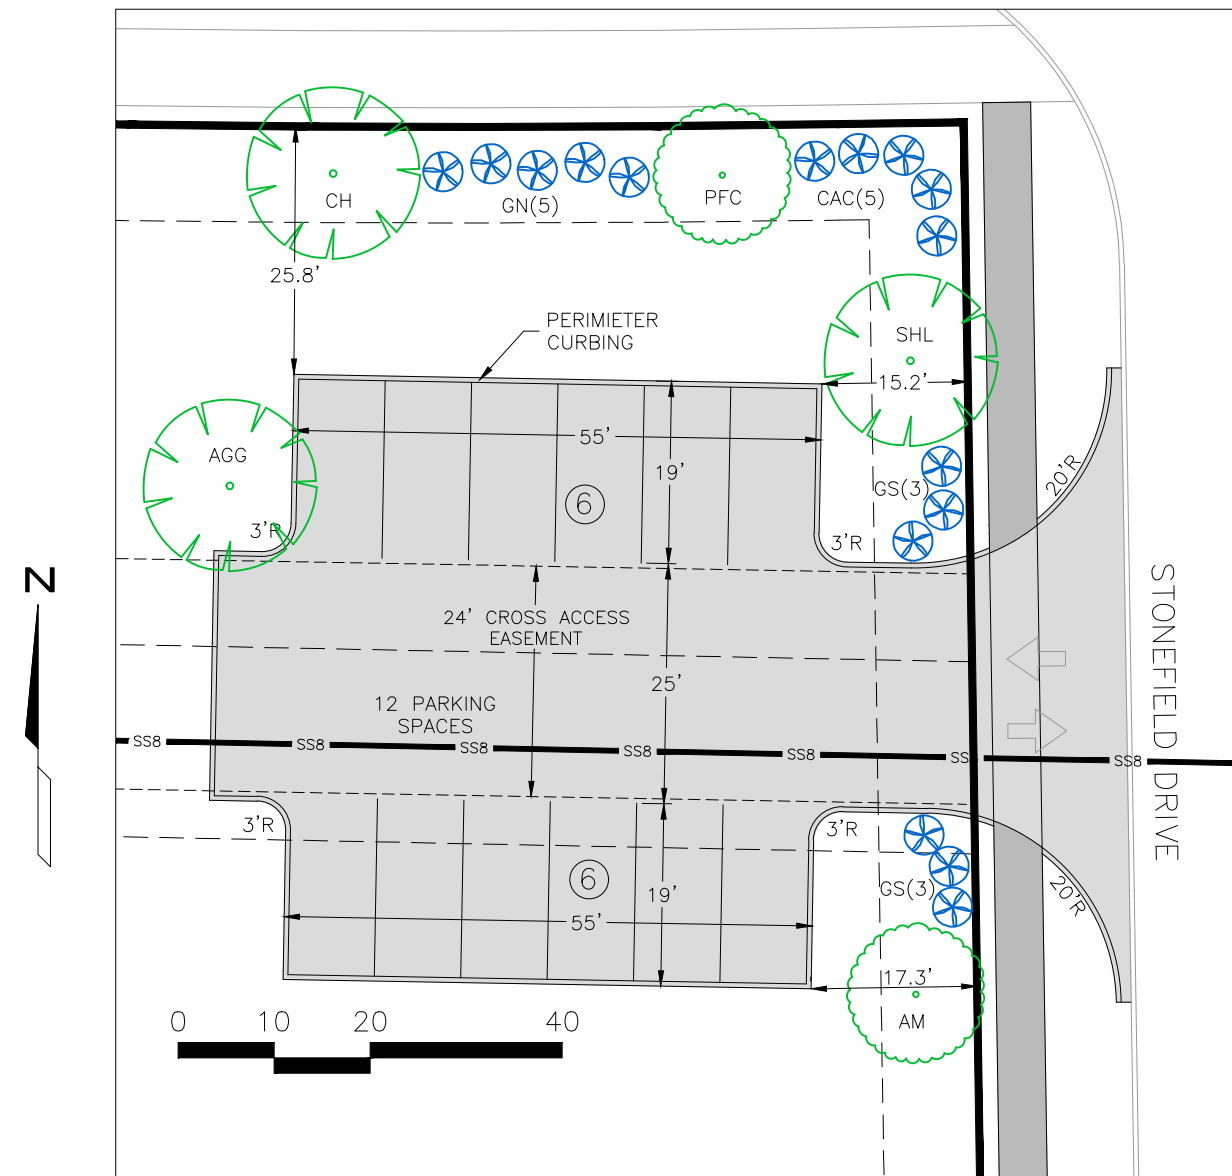 CH
GN(5)
PFC
CAC(5)
25.8'
PERIMIETER
CURBING
SHL
15.2'
55'
AGG
19'
6
GS(3)
20'R
3'R
3'R
N
24' CROSS ACCESS
EASEMENT
STONEFIELD DRIVE
25'
12 PARKING
SPACES
SS8
SS8
SS8
SS8
SS8
SS
SS8
3'R
3'R
6
19'
GS(3)
20'R
55'
17.3'
AM
0 10 20 40